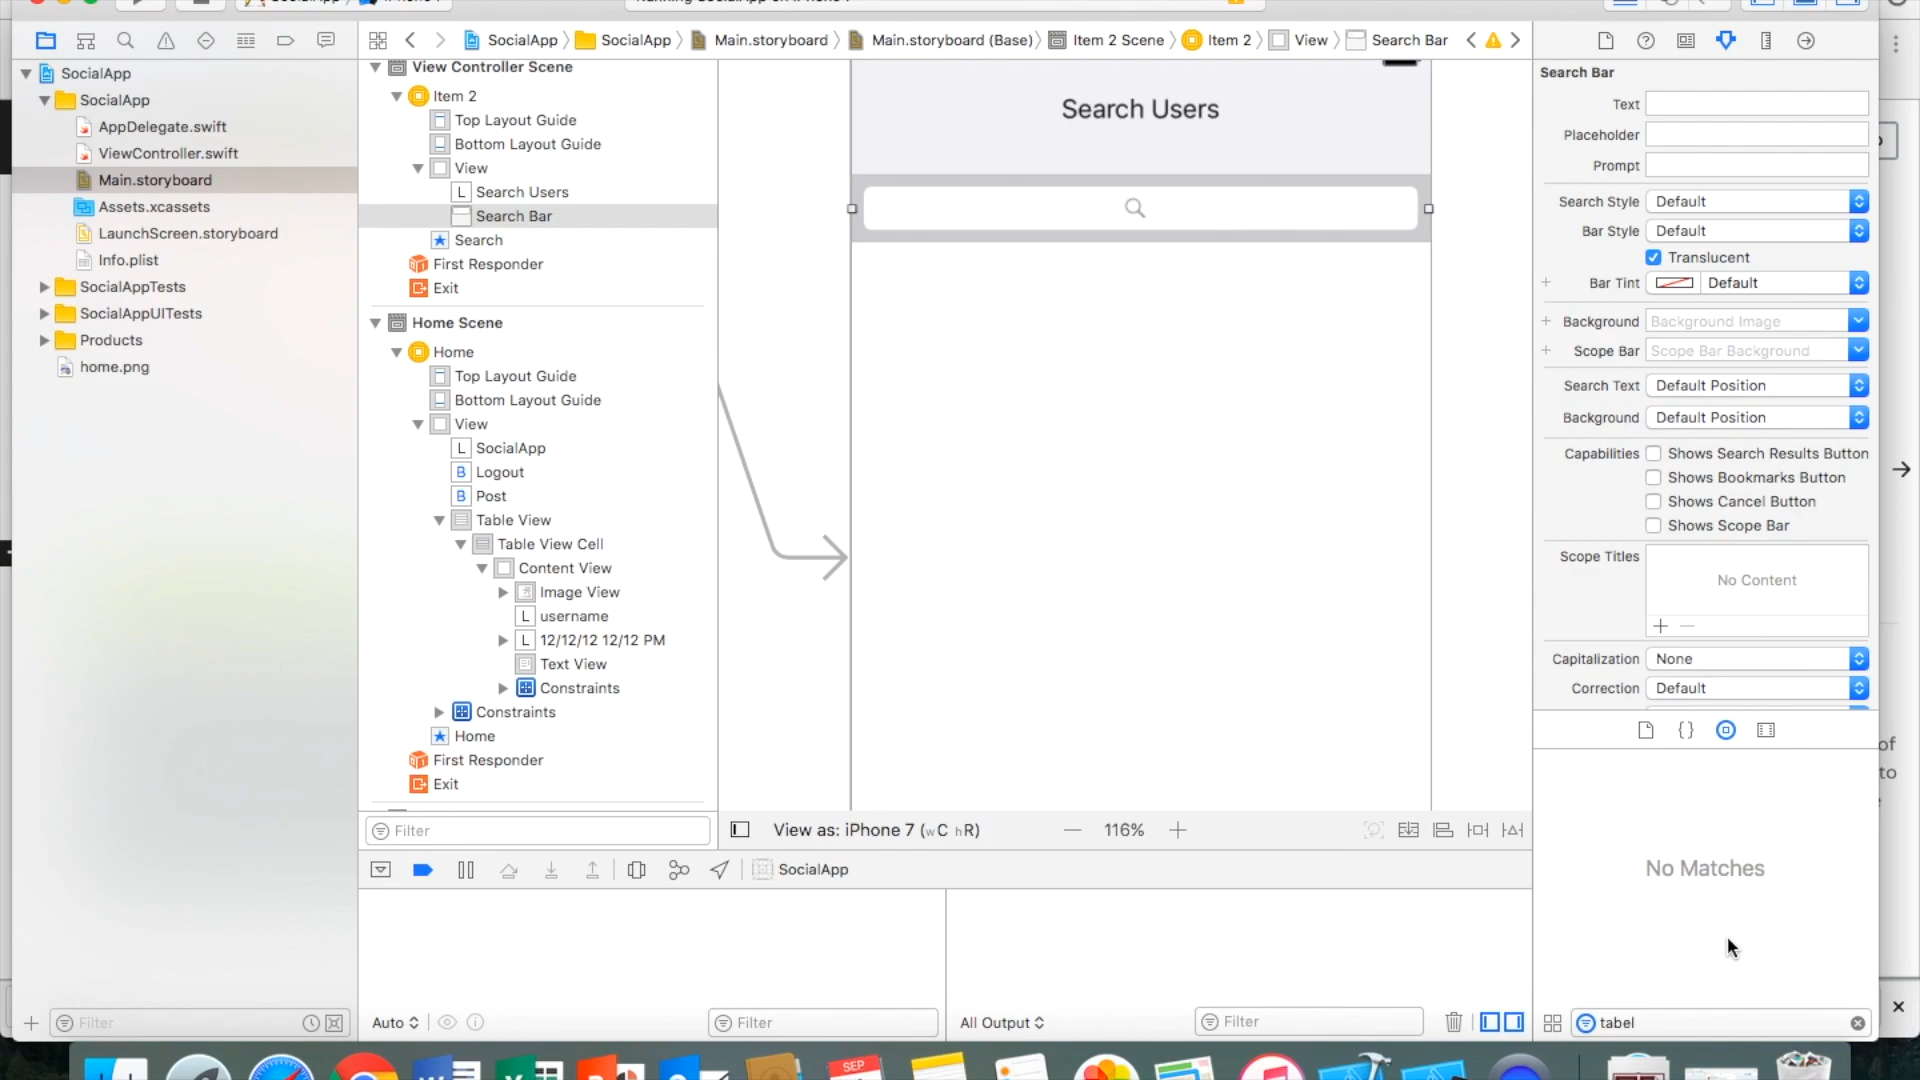 SocialApp
SocialApp
SocialApp
Main.storyboard
Main.storyboard (Base)
Item 2 Scene
Item 2
View
Search Bar
SocialApp
SocialApp
AppDelegate.swift
ViewController.swift
Main.storyboard
Assets.xcassets
LaunchScreen.storyboard
Info.plist
SocialAppTests
SocialAppUITests
Products
home.png
Filter
View Controller Scene
Item 2
Top Layout Guide
Bottom Layout Guide
View
L Search Users
Search Bar
Search
First Responder
Exit
Home Scene
Home
Top Layout Guide
Bottom Layout Guide
View
L SocialApp
B Logout
B Post
Table View
Table View Cell
Content View
Image View
L username
L 12/12/12 12/12 PM
Text View
Constraints
Constraints
Home
First Responder
Exit
Filter
Search Users
View as: iPhone 7 (wC hR)
116%
SocialApp
Auto
Filter
All Output
Filter
Search Bar
Text
Placeholder
Prompt
Search Style Default
Bar Style Default
Translucent
Bar Tint Default
Background Background Image
Scope Bar Scope Bar Background
Search Text Default Position
Background Default Position
Capabilities Shows Search Results Button
Shows Bookmarks Button
Shows Cancel Button
Shows Scope Bar
Scope Titles
No Content
Capitalization None
Correction Default
{}
No Matches
tabel
of
to
SEP